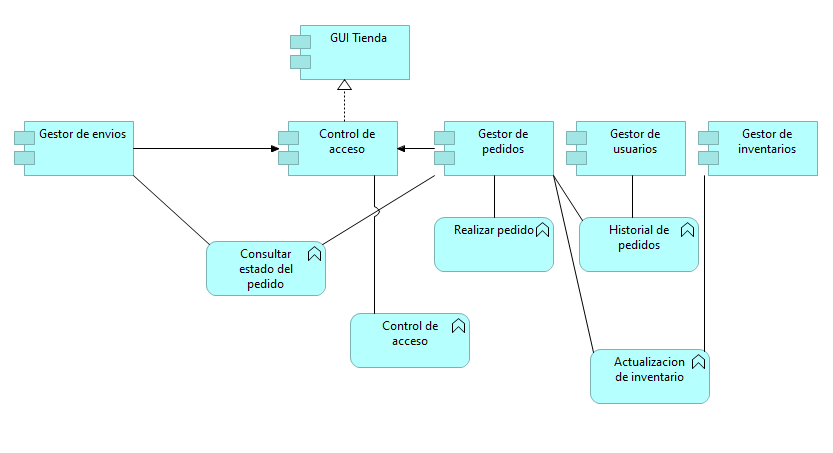 GUI Tienda
Gestor de envios
Control de
acceso
Gestor de
pedidos
Gestor de
usuarios
Gestor de
inventarios
Realizar pedido
Historial de
pedidos
Consultar
estado del
pedido
Control de
acceso
Actualizacion
de inventario